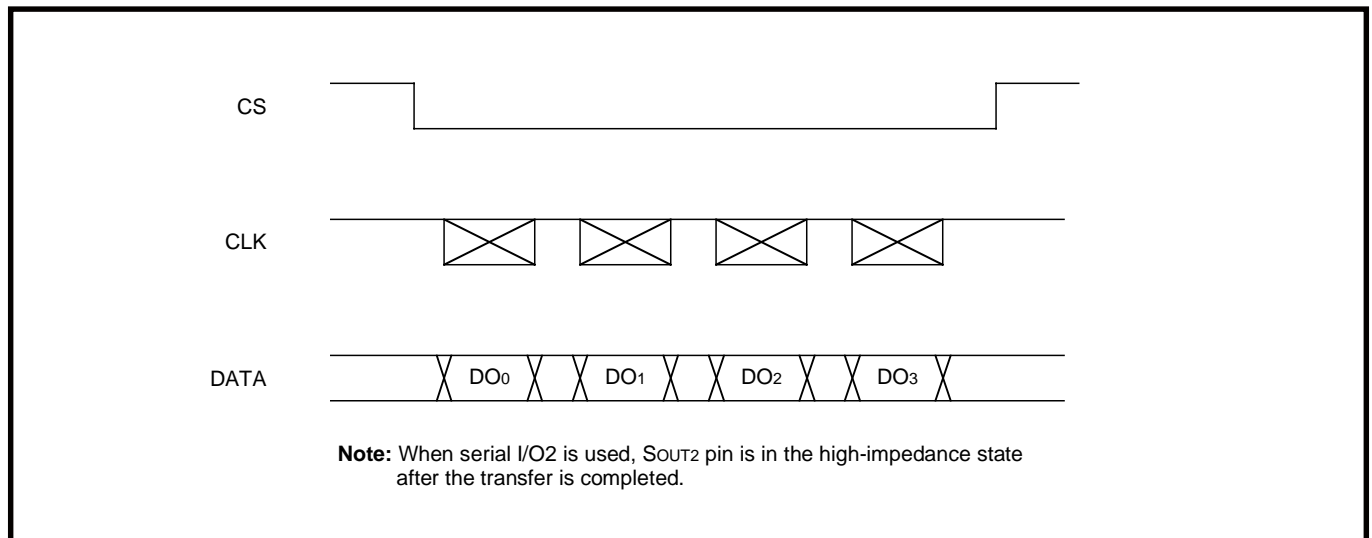 CS
CLK
DATA
DO0 DO1 DO2 DO3
Note: When serial I/O2 is used, SOUT2 pin is in the high-impedance state
after the transfer is completed.